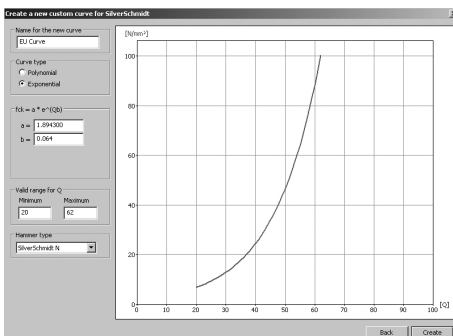 Create a new custom curve for SilverSchmidt
Name for the new curve
EU Curve
Curve type
Polynomial
Exponential
fck = a * e^(Qb)
a = 1.894300
b = 0.064
Valid range for Q
Minimum Maximum
20 62
Hammer type
SilverSchmidt N
[N/mm²]
100
80
60
40
20
0
0 10 20 30 40 50 60 70 80 90 100 [Q]
Back Create